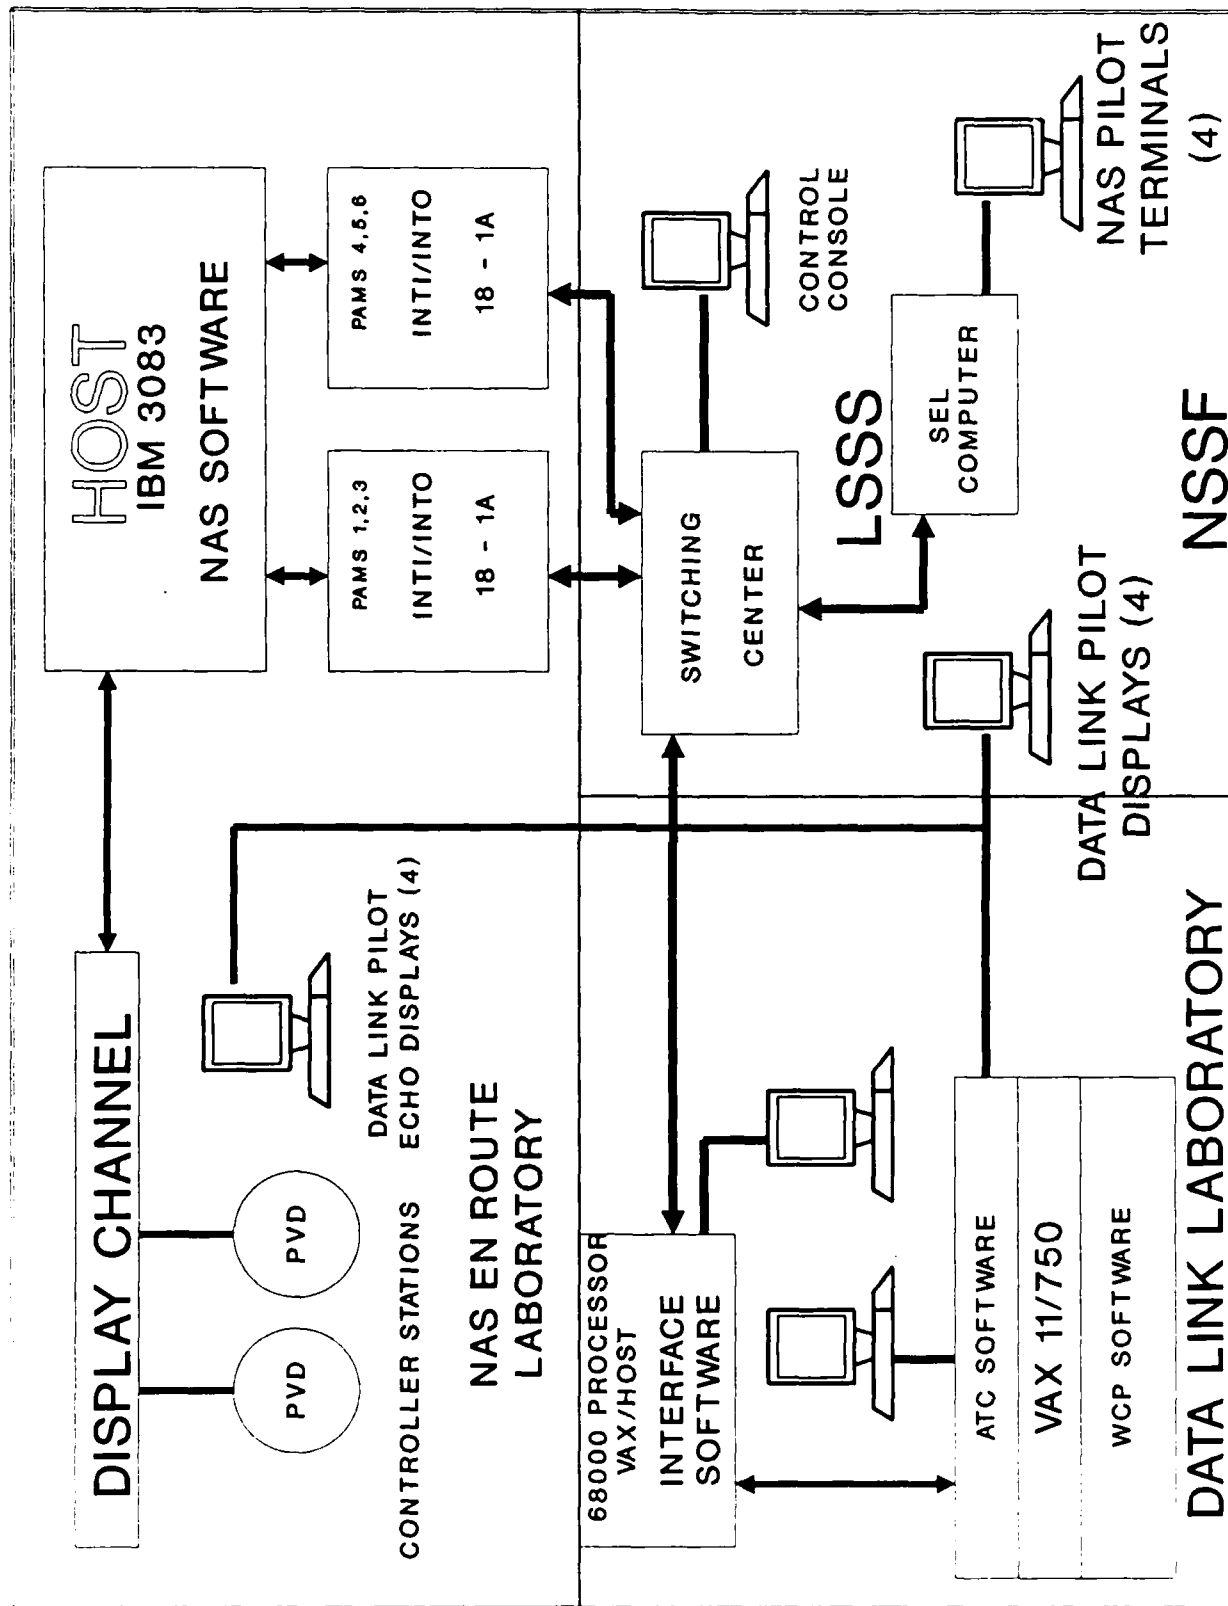 DISPLAY CHANNEL
PVD
PVD
CONTROLLER STATIONS
DATA LINK PILOT
ECHO DISPLAYS (4)
NAS EN ROUTE
LABORATORY
HOST
IBM 3083
NAS SOFTWARE
PAMS 1,2,3
INTI/INTO
18 - 1A
PAMS 4,5,6
INTI/INTO
18 - 1A
68000 PROCESSOR
VAX/HOST
INTERFACE
SOFTWARE
ATC SOFTWARE
VAX 11/750
WCP SOFTWARE
DATA LINK LABORATORY
SWITCHING
CENTER
CONTROL
CONSOLE
LSSS
SEL
COMPUTER
DATA LINK PILOT
DISPLAYS (4)
NAS PILOT
TERMINALS
(4)
NSSF